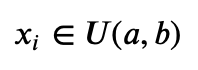 xᵢ ∈ U(a, b)